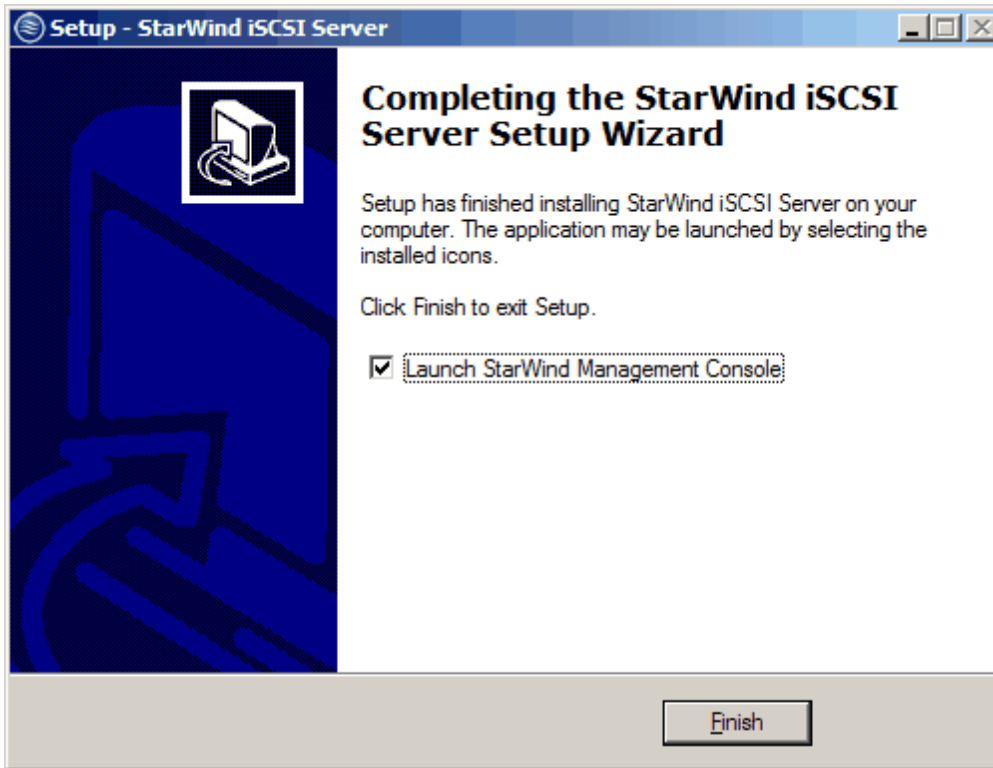 Setup - StarWind iSCSI Server
Completing the StarWind iSCSI
Server Setup Wizard
Setup has finished installing StarWind iSCSI Server on your
computer. The application may be launched by selecting the
installed icons.
Click Finish to exit Setup.
Launch StarWind Management Console
Finish